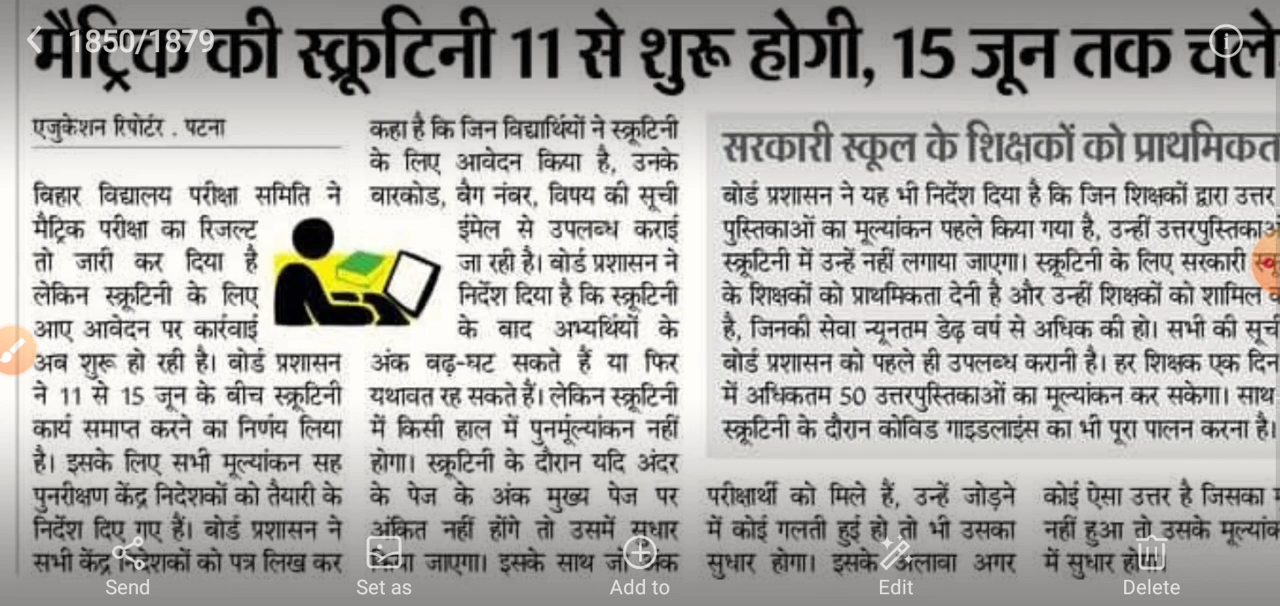 1850/1879
मैट्रिक की स्क्रूटिनी 11 से शुरू होगी, 15 जून तक
एजुकेशन रिपोर्टर . पटना
बिहार विद्यालय परीक्षा समिति ने
मैट्रिक परीक्षा का रिजल्ट
तो जारी कर दिया है
लेकिन स्क्रूटिनी के लिए
आए आवेदन पर कार्रवाई
अब शुरू हो रही है। बोर्ड प्रशासन
ने 11 से 15 जून के बीच स्क्रूटिनी
कार्य समाप्त करने का निर्णय लिया
है। इसके लिए सभी मूल्यांकन सह
पुनरीक्षण केंद्र निदेशकों को तैयारी के
निर्देश दिए गए हैं। बोर्ड प्रशासन ने
सभी केंद्र निदेशकों को पत्र लिख कर
कहा है कि जिन विद्यार्थियों ने स्क्रूटिनी
के लिए आवेदन किया है, उनके
बारकोड, बैग नंबर, विषय की सूची
ईमेल से उपलब्ध कराई
जा रही है। बोर्ड प्रशासन ने
निर्देश दिया है कि स्क्रूटिनी
के बाद अभ्यर्थियों के
अंक बढ़-घट सकते हैं या फिर
यथावत रह सकते हैं। लेकिन स्क्रूटिनी
में किसी हाल में पुनर्मूल्यांकन नहीं
होगा। स्क्रूटिनी के दौरान यदि अंदर
के पेज के अंक मुख्य पेज पर
अंकित नहीं होंगे तो उसमें सुधार
किया जाएगा। इसके साथ जो अंक
सरकारी स्कूल के शिक्षकों को
बोर्ड प्रशासन ने यह भी निर्देश दिया है कि जिन शिक्षकों द्वारा उत्तर
पुस्तिकाओं का मूल्यांकन पहले किया गया है, उन्हीं
स्क्रूटिनी में उन्हें नहीं लगाया जाएगा। स्क्रूटिनी के लिए सरकारी
के शिक्षकों को प्राथमिकता देनी है और उन्हीं शिक्षकों को शामिल
है, जिनकी सेवा न्यूनतम डेढ़ वर्ष से अधिक की हो। सभी की सूची
बोर्ड प्रशासन को पहले ही उपलब्ध करानी है। हर शिक्षक एक दिन
में अधिकतम 50 उत्तरपुस्तिकाओं का मूल्यांकन कर सकेगा। साथ
स्क्रूटिनी के दौरान कोविड गाइडलाइंस का भी पूरा पालन करना है।
परीक्षार्थी को मिले हैं, उन्हें जोड़ने
में कोई गलती हुई हो तो भी उसका
सुधार होगा। इसके अलावा अगर
कोई ऐसा उत्तर है जिसका
नहीं हुआ तो उसके
में सुधार होगा
Send
Set as
Add to
Edit
Delete